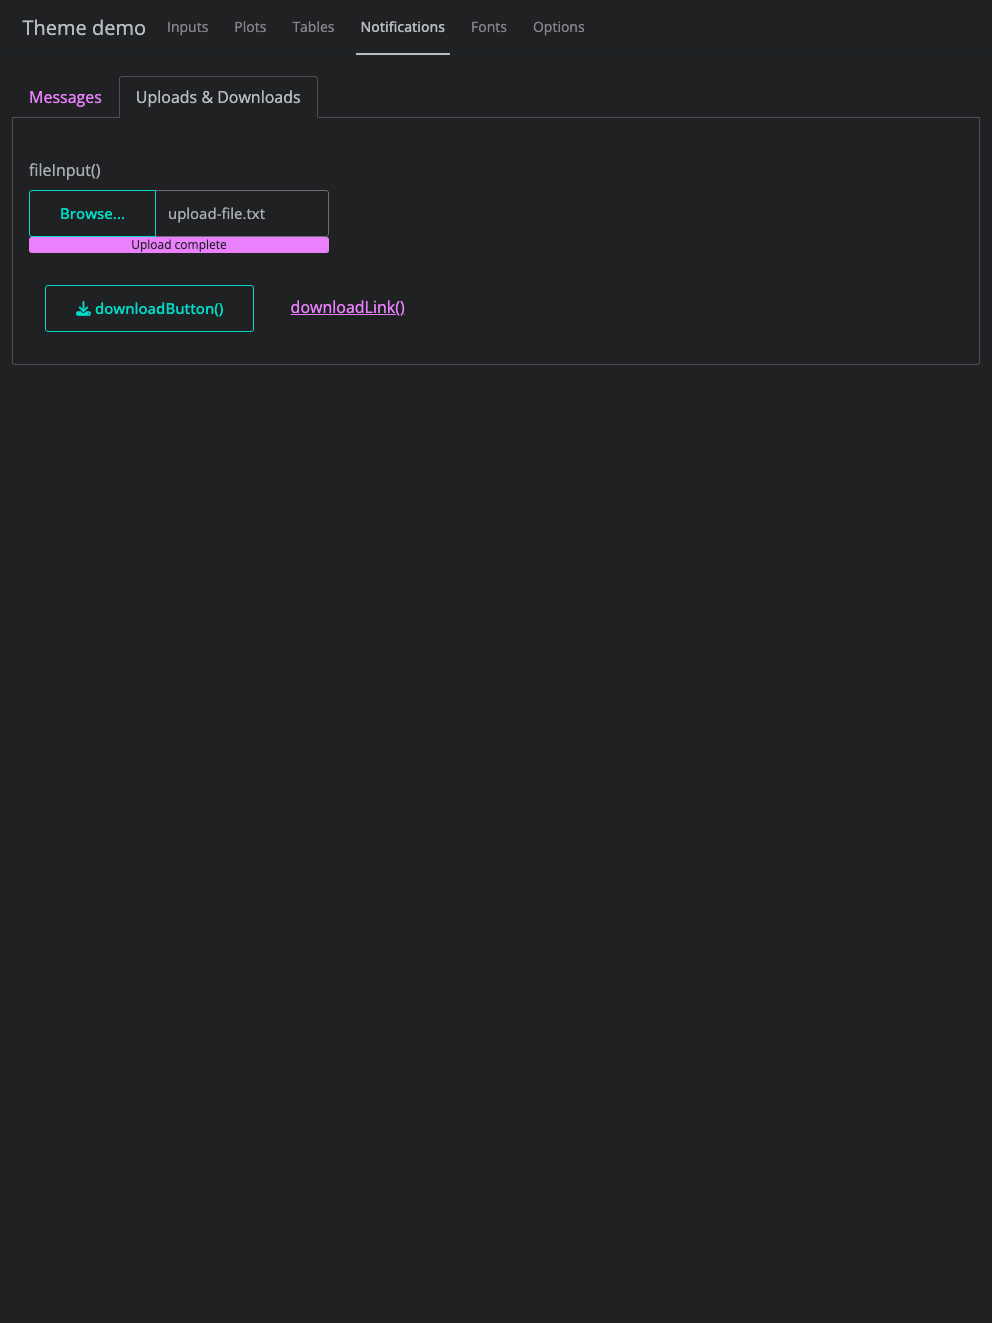 Theme demo Inputs Plots Tables Notifications Fonts Options
Messages Uploads & Downloads
fileInput()
Browse... upload-file.txt
Upload complete
downloadButton() downloadLink()